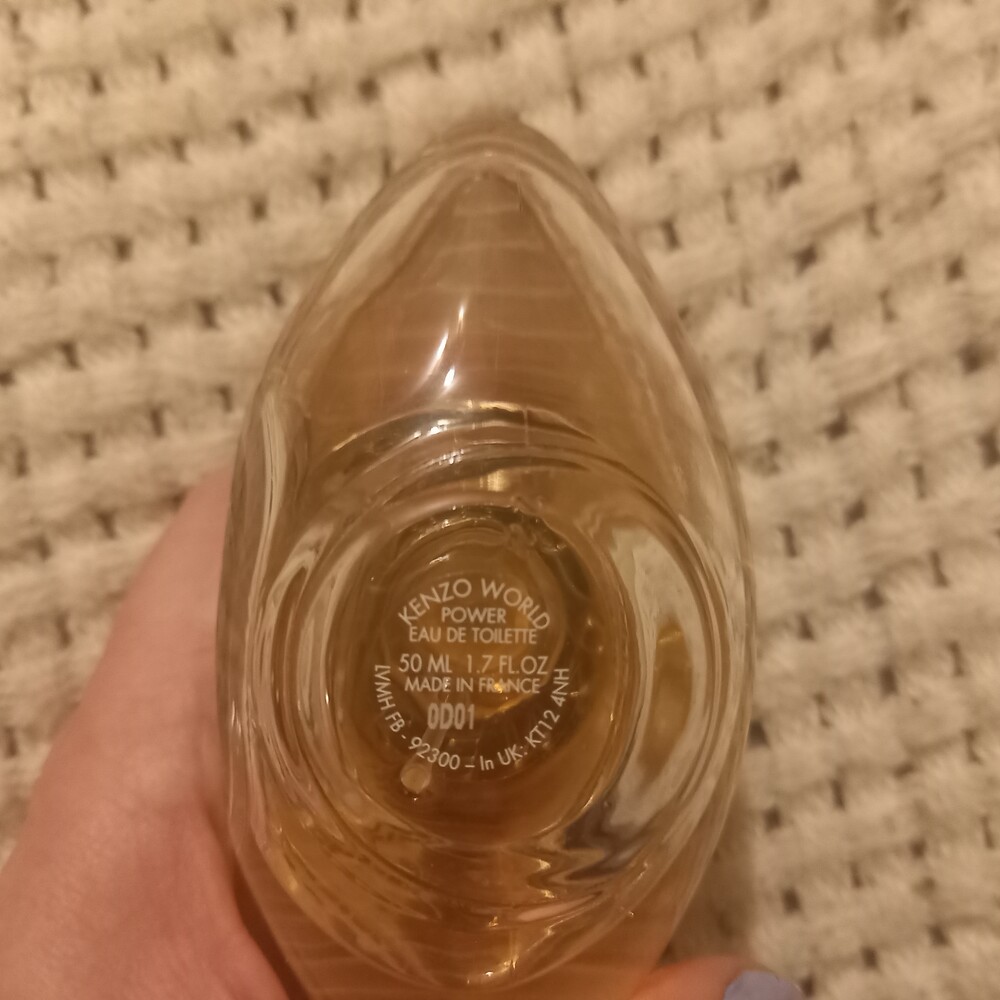 KENZO WORLD
POWER
EAU DE TOILETTE
50 ML 1.7 FL.OZ
MADE IN FRANCE
0D01
LVMH FB - 92300 – In UK: KT12 4NH